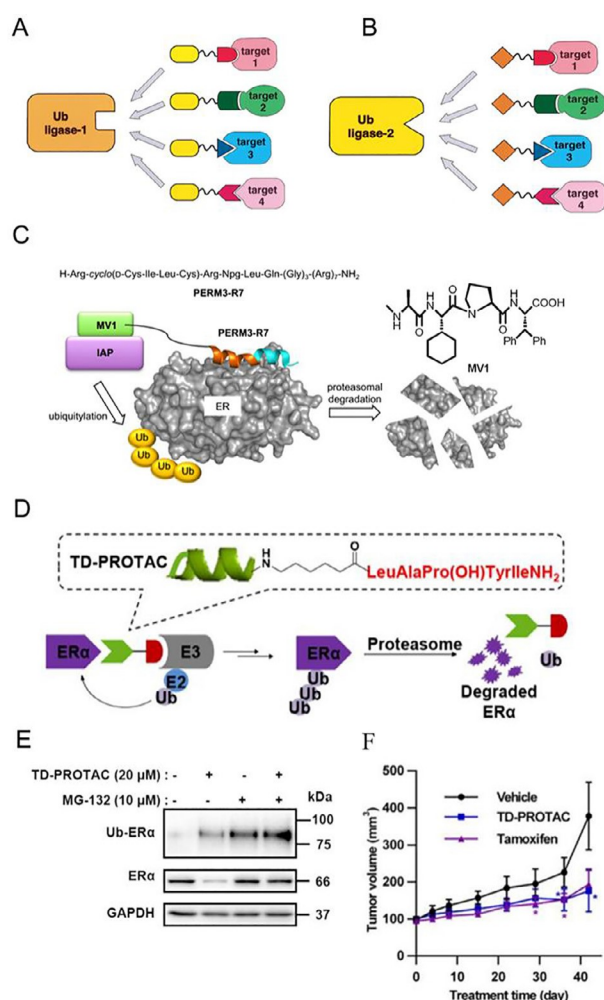 A
B
Ub
ligase-1
target
1
target
2
target
3
target
4
Ub
ligase-2
target
1
target
2
target
3
target
4
C
H-Arg-cyclo(D-Cys-Ile-Leu-Cys)-Arg-Npg-Leu-Gln-(Gly)3-(Arg)7-NH2
PERM3-R7
MV1
IAP
PERM3-R7
ER
ubiquitylation
Ub
Ub
Ub
Ub
proteasomal
degradation
O
H
N
N
H
O
N
O
H
N
COOH
Ph
Ph
MV1
D
TD-PROTAC
H
N
O
LeuAlaPro(OH)TyrIleNH2
ERα
E3
E2
Ub
ERα
Ub
Ub
Ub
Proteasome
Ub
Degraded
ERα
E
TD-PROTAC (20 μM) - + - +
MG-132 (10 μM) - - + +
kDa
Ub-ERα
100
75
ERα
66
GAPDH
37
F
Tumor volume (mm3)
500
400
300
200
100
0
Vehicle
TD-PROTAC
Tamoxifen
* * * *
0 10 20 30 40
Treatment time (day)